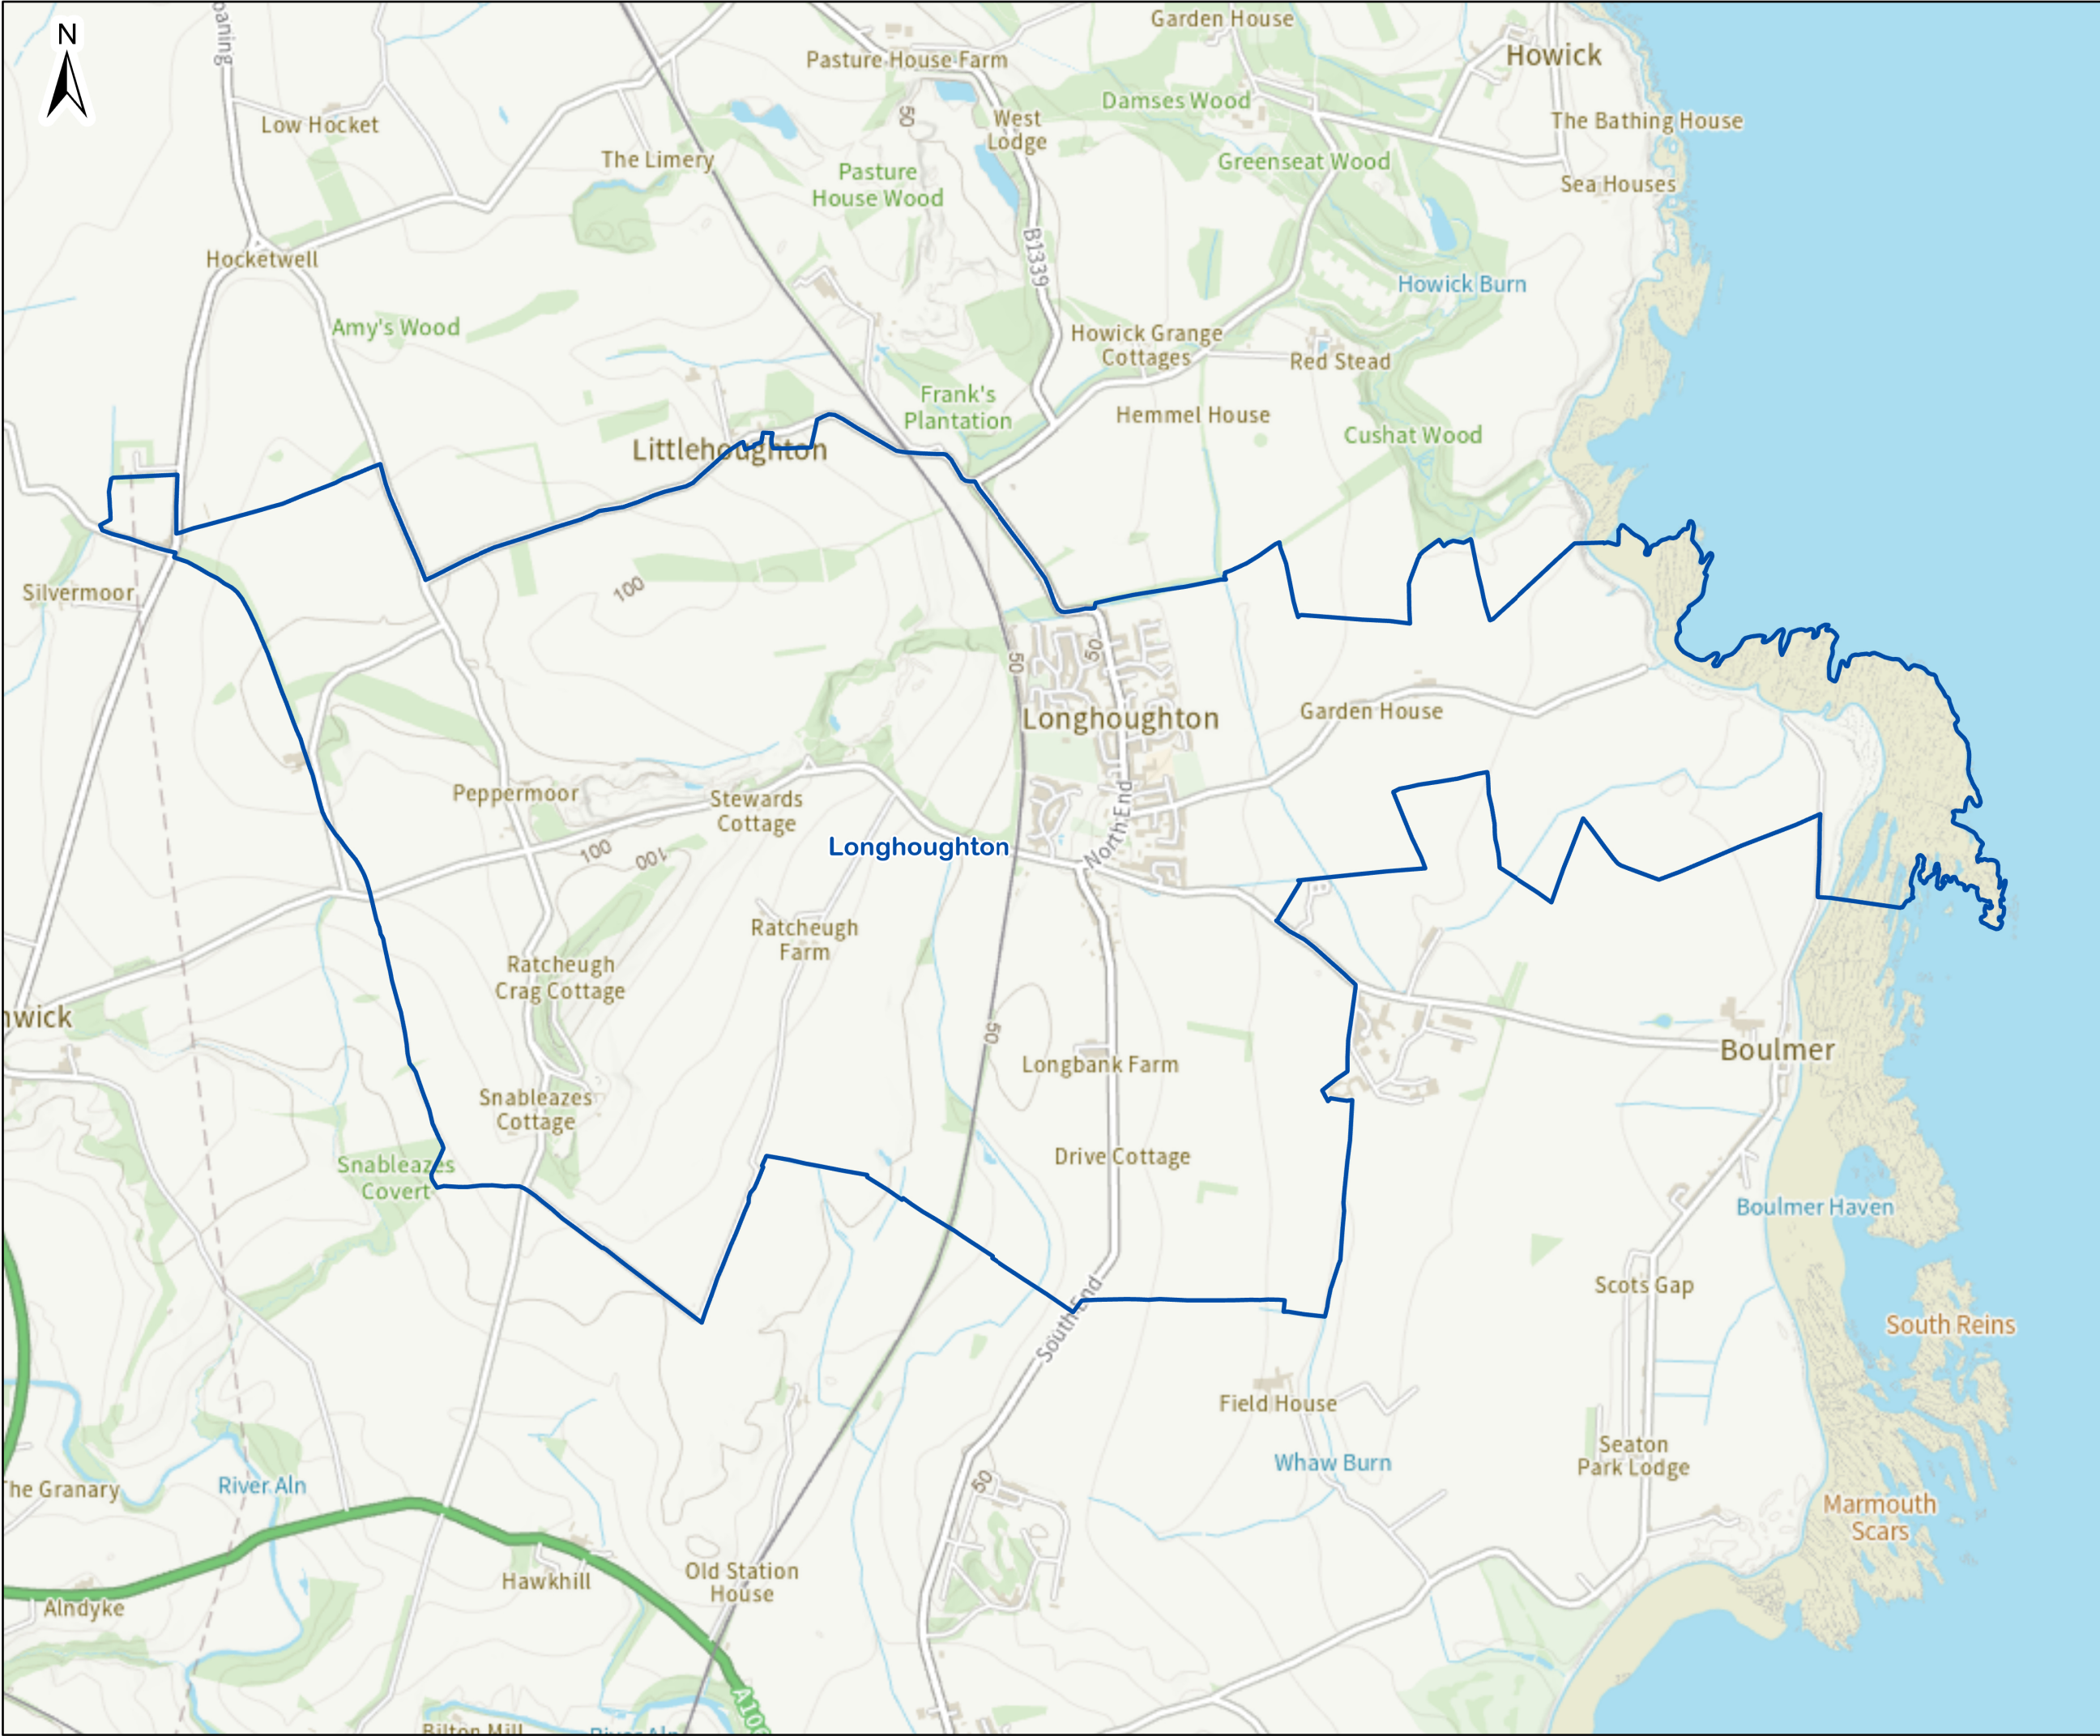 N
Garden House
Howick
Pasture House Farm
Damses Wood
West
Lodge
The Bathing House
Low Hocket
50
The Limery
Greenseat Wood
Pasture
House Wood
Sea Houses
B1339
Hocketwell
Howick Burn
Amy's Wood
Howick Grange
Cottages
Red Stead
Frank's
Plantation
Hemmel House
Cushat Wood
Littlehoughton
Silvermoor
100
50
50
Longhoughton
Garden House
Peppermoor
Stewards
Cottage
North End
Longhoughton
100
100
Ratcheugh
Farm
Ratcheugh
Crag Cottage
50
Boulmer
Longbank Farm
Snableazes
Cottage
Drive Cottage
Snableazes
Covert
Boulmer Haven
Scots Gap
South End
South Reins
Field House
Seaton
Park Lodge
Whaw Burn
River Aln
The Granary
50
Marmouth
Scars
Old Station
House
Hawkhill
Alndyke
Bilton Mill
River Aln